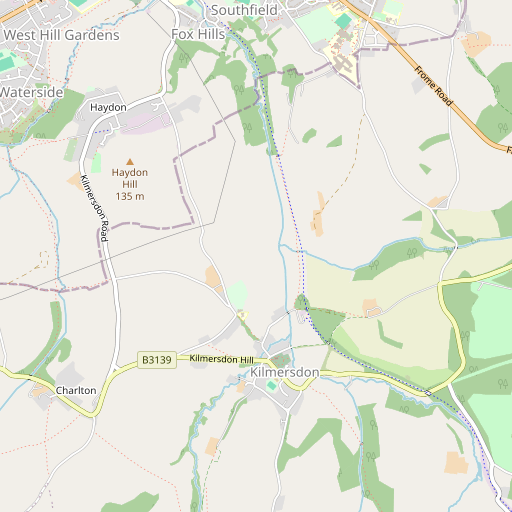 Southfield
West Hill Gardens
Fox Hills
Frome Road
Waterside
Haydon
F
Haydon
Hill
135 m
Kilmersdon Road
B3139
Kilmersdon Hill
Kilmersdon
Charlton